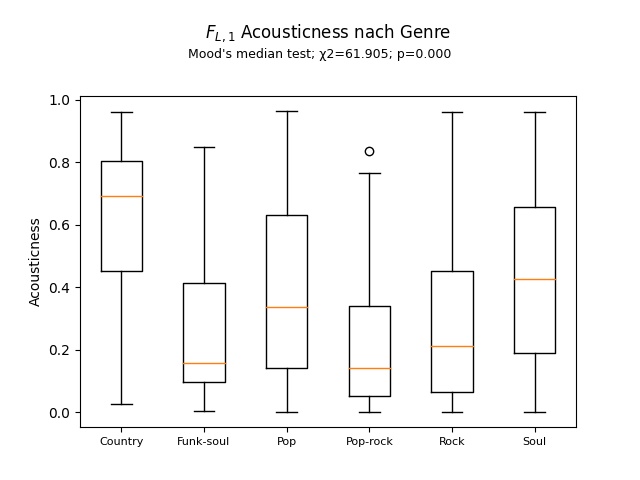 F_{L,1} Acousticness nach Genre
Mood's median test; χ2=61.905; p=0.000
Acousticness
1.0
0.8
0.6
0.4
0.2
0.0
Country Funk-soul Pop Pop-rock Rock Soul